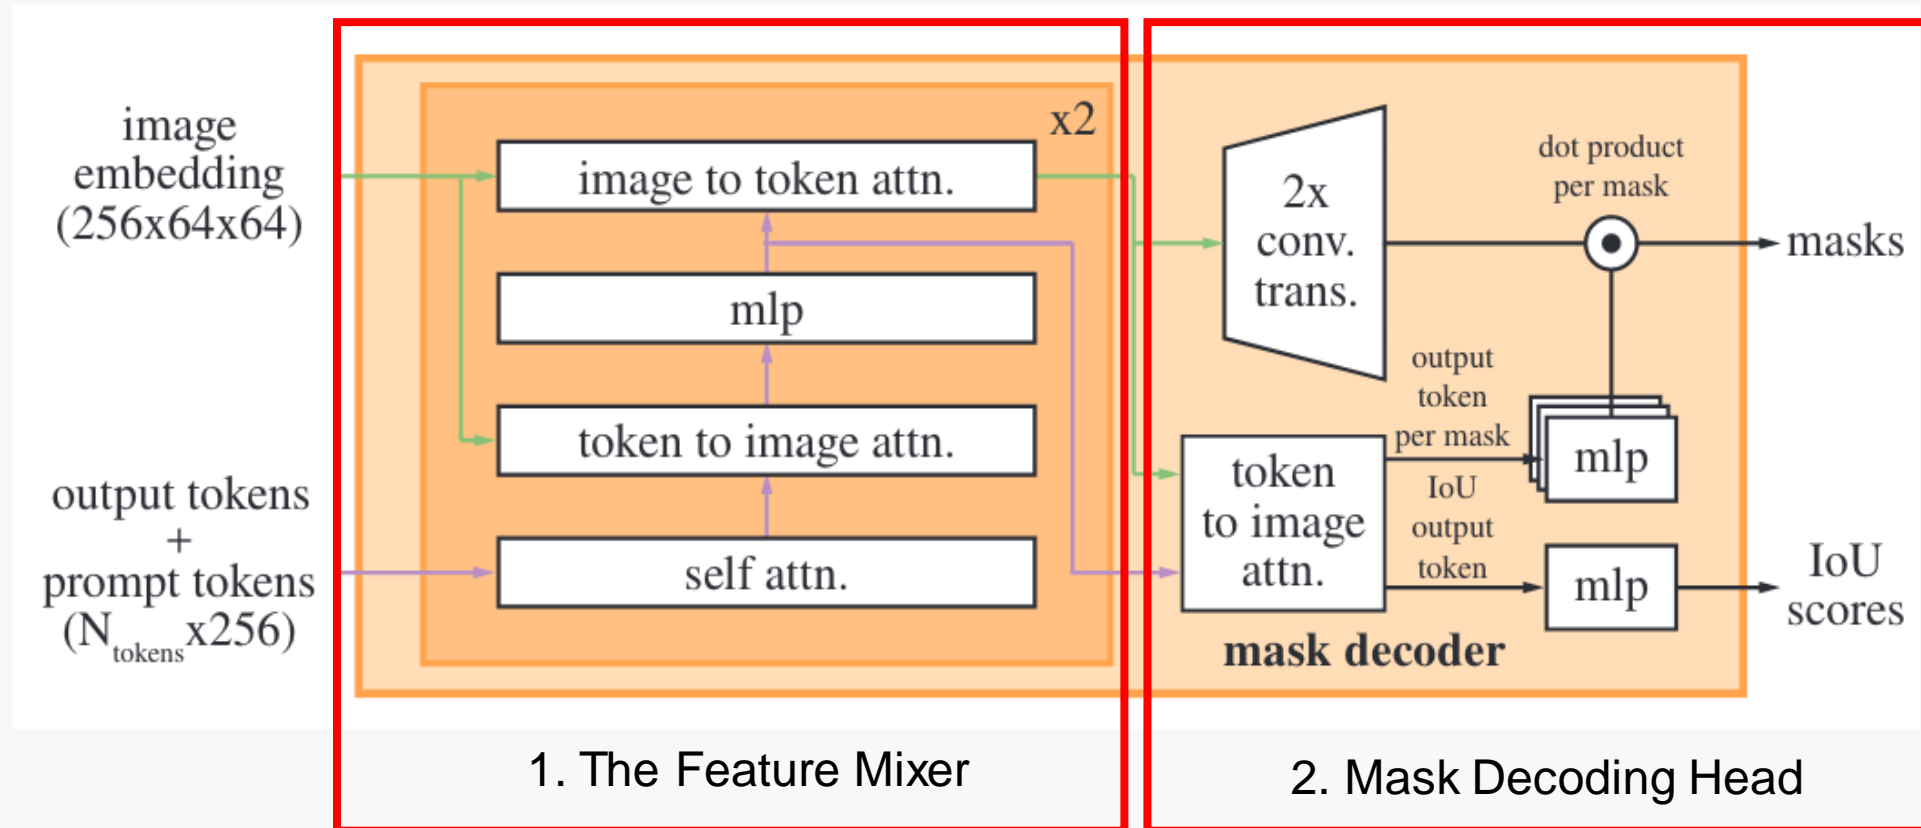 image
embedding
(256x64x64)
output tokens
+
prompt tokens
(N_tokens x256)
x2
image to token attn.
mlp
token to image attn.
self attn.
2x
conv.
trans.
dot product
per mask
masks
output
token
per mask
mlp
token
to image
attn.
IoU
output
token
mlp
IoU
scores
mask decoder
1. The Feature Mixer
2. Mask Decoding Head